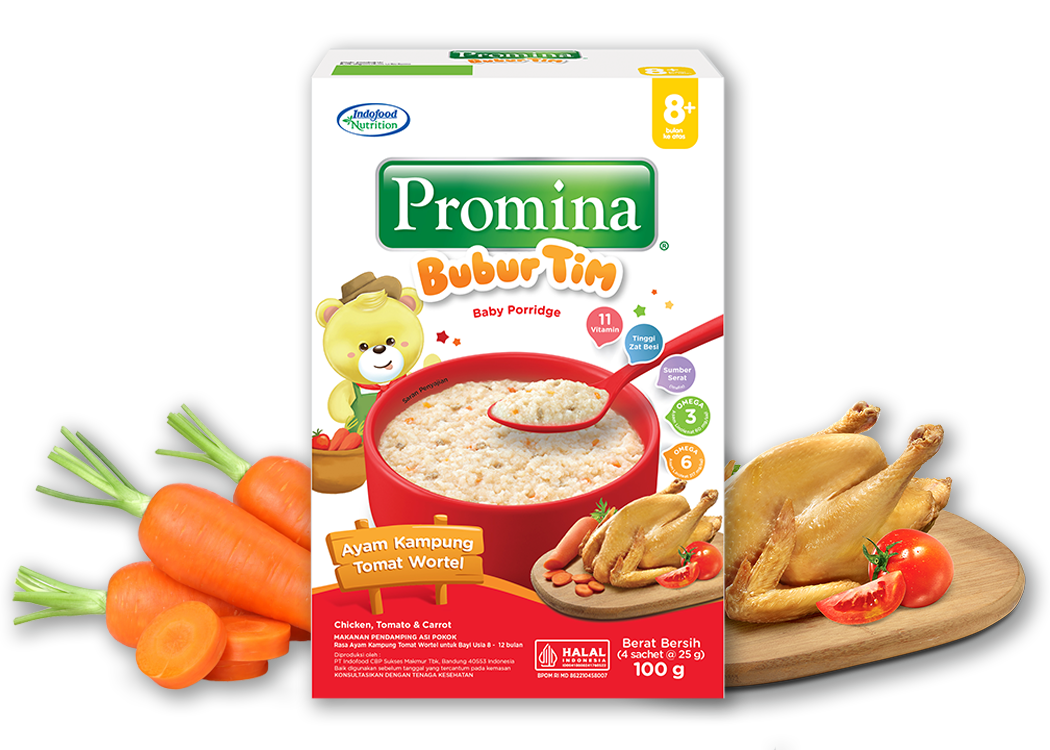 Promina
Bubur Tim
8+
Indofood
Nutrition
8+
bulan
ke atas
Promina
®
Bubur Tim
Baby Porridge
11
Vitamin
Tinggi
Zat Besi
Sumber
Serat
Saran Penyajian
OMEGA
3
OMEGA
6
Ayam Kampung
Tomat Wortel
Chicken, Tomato & Carrot
MAKANAN PENDAMPING ASI POKOK
Rasa Ayam Kampung Tomat Wortel untuk Bayi Usia 8 - 12 bulan
Diproduksi oleh :
PT Indofood CBP Sukses Makmur Tbk, Bandung 40553 Indonesia
Baik digunakan sebelum tanggal yang tercantum pada kemasan
KONSULTASIKAN DENGAN TENAGA KESEHATAN
HALAL
INDONESIA
BPOM RI MD 862210458007
Berat Bersih
(4 sachet @ 25 g)
100 g